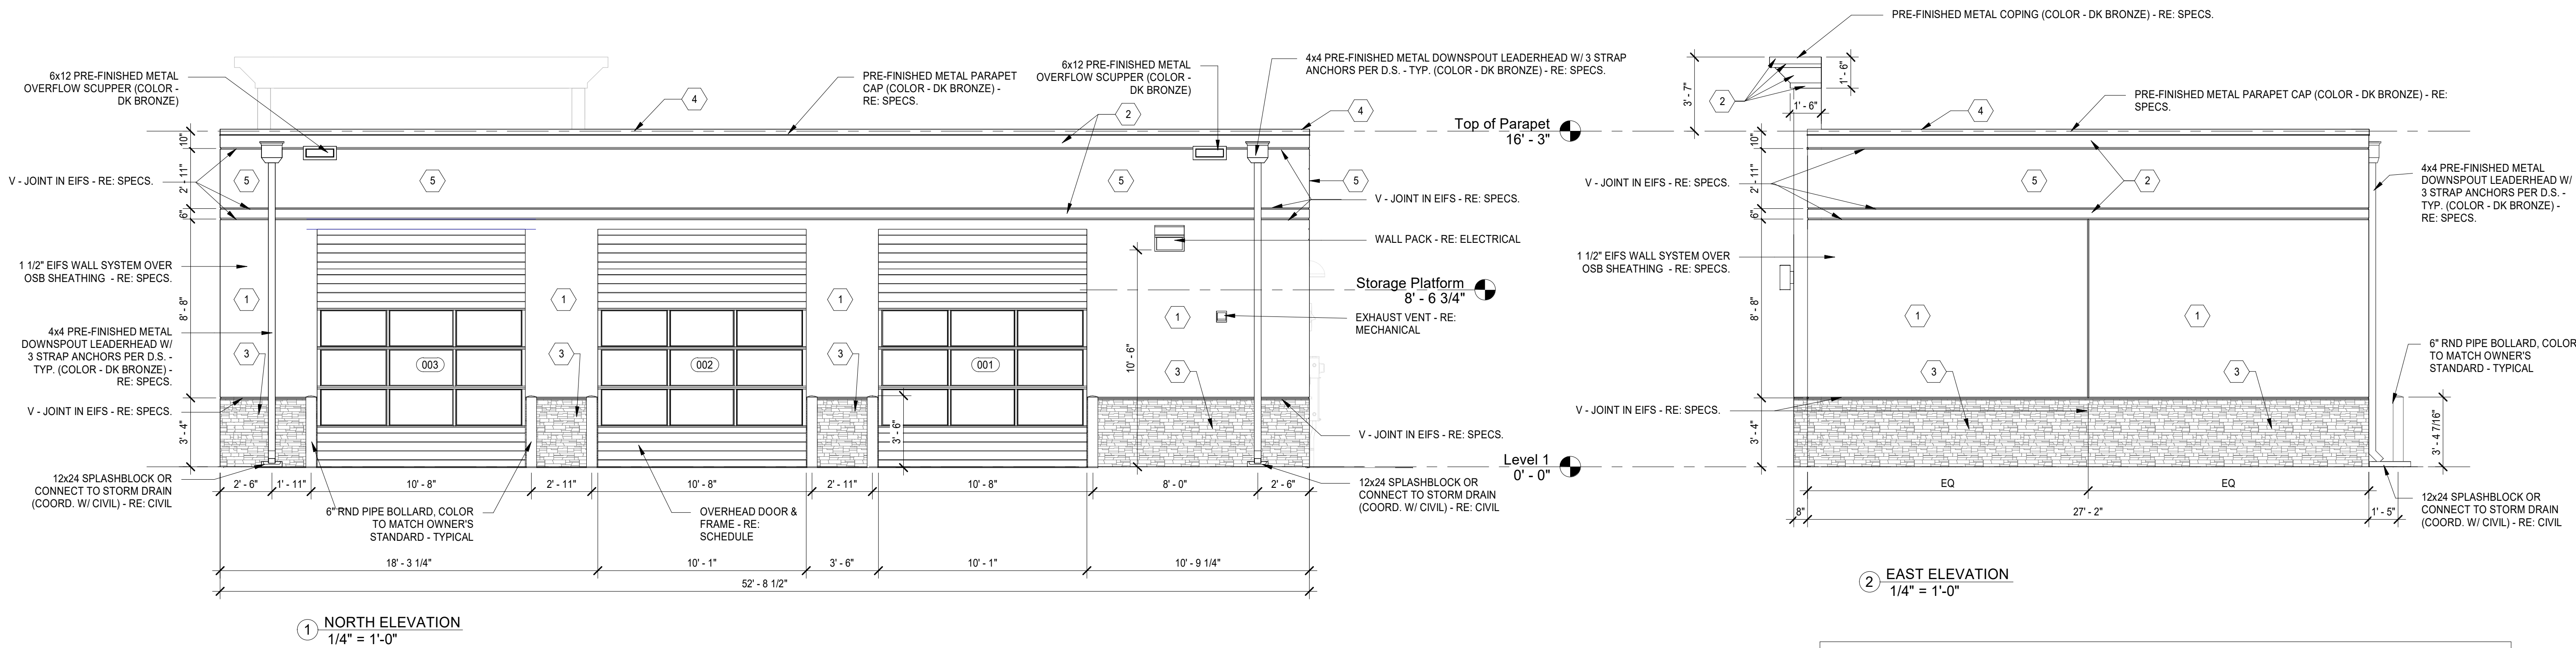 PRE-FINISHED METAL COPING (COLOR - DK BRONZE) - RE: SPECS.
6x12 PRE-FINISHED METAL
OVERFLOW SCUPPER (COLOR -
DK BRONZE)
4
PRE-FINISHED METAL PARAPET
CAP (COLOR - DK BRONZE) -
RE: SPECS.
2
6x12 PRE-FINISHED METAL
OVERFLOW SCUPPER (COLOR -
DK BRONZE)
4x4 PRE-FINISHED METAL DOWNSPOUT LEADERHEAD W/ 3 STRAP
ANCHORS PER D.S. - TYP. (COLOR - DK BRONZE) - RE: SPECS.
4
Top of Parapet
16' - 3"
10"
2' - 11"
6"
8' - 8"
3' - 4"
V - JOINT IN EIFS - RE: SPECS.
5
5
5
5
V - JOINT IN EIFS - RE: SPECS.
WALL PACK - RE: ELECTRICAL
1 1/2" EIFS WALL SYSTEM OVER
OSB SHEATHING - RE: SPECS.
1
1
1
1
Storage Platform
8' - 6 3/4"
EXHAUST VENT - RE:
MECHANICAL
10' - 6"
4x4 PRE-FINISHED METAL
DOWNSPOUT LEADERHEAD W/
3 STRAP ANCHORS PER D.S. -
TYP. (COLOR - DK BRONZE) -
RE: SPECS.
3
003
3
002
3
001
3
V - JOINT IN EIFS - RE: SPECS.
3' - 6"
V - JOINT IN EIFS - RE: SPECS.
Level 1
0' - 0"
12x24 SPLASHBLOCK OR
CONNECT TO STORM DRAIN
(COORD. W/ CIVIL) - RE: CIVIL
2' - 6"
1' - 11"
10' - 8"
2' - 11"
10' - 8"
2' - 11"
10' - 8"
8' - 0"
2' - 6"
12x24 SPLASHBLOCK OR
CONNECT TO STORM DRAIN
(COORD. W/ CIVIL) - RE: CIVIL
6" RND PIPE BOLLARD, COLOR
TO MATCH OWNER'S
STANDARD - TYPICAL
OVERHEAD DOOR &
FRAME - RE:
SCHEDULE
18' - 3 1/4"
10' - 1"
3' - 6"
10' - 1"
10' - 9 1/4"
52' - 8 1/2"
1
NORTH ELEVATION
1/4" = 1'-0"
3' - 7"
2
1' - 6"
1' - 6"
4
PRE-FINISHED METAL PARAPET CAP (COLOR - DK BRONZE) - RE:
SPECS.
10"
2' - 11"
6"
8' - 8"
3' - 4"
V - JOINT IN EIFS - RE: SPECS.
5
2
4x4 PRE-FINISHED METAL
DOWNSPOUT LEADERHEAD W/
3 STRAP ANCHORS PER D.S. -
TYP. (COLOR - DK BRONZE) -
RE: SPECS.
1 1/2" EIFS WALL SYSTEM OVER
OSB SHEATHING - RE: SPECS.
1
1
6" RND PIPE BOLLARD, COLOR
TO MATCH OWNER'S
STANDARD - TYPICAL
3
3
V - JOINT IN EIFS - RE: SPECS.
3' - 4 7/16"
EQ
EQ
8"
27' - 2"
1' - 5"
12x24 SPLASHBLOCK OR
CONNECT TO STORM DRAIN
(COORD. W/ CIVIL) - RE: CIVIL
2
EAST ELEVATION
1/4" = 1'-0"